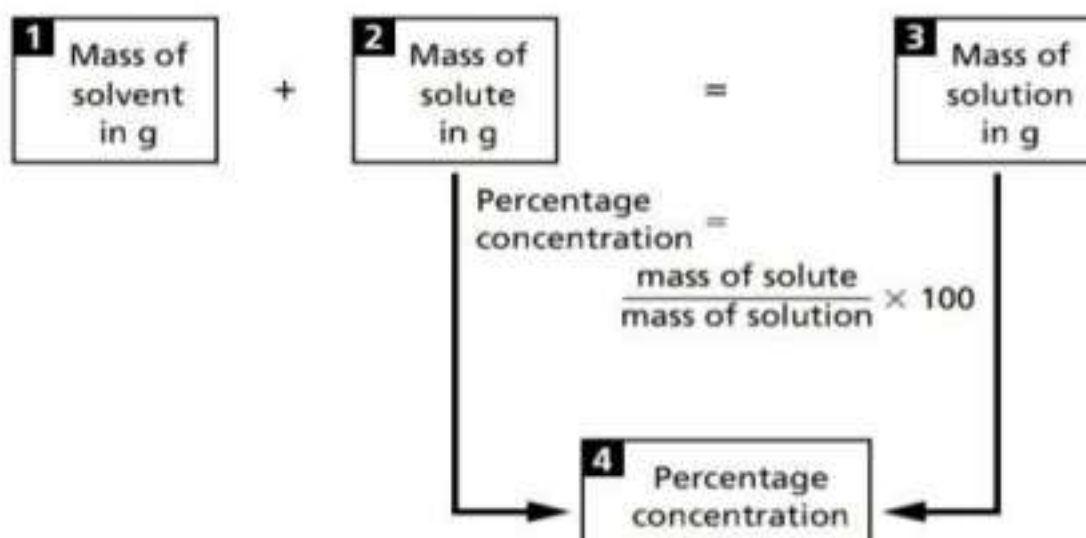 1 Mass of
solvent
in g
+
2 Mass of
solute
in g
=
3 Mass of
solution
in g
Percentage
concentration =
mass of solute
mass of solution × 100
4 Percentage
concentration